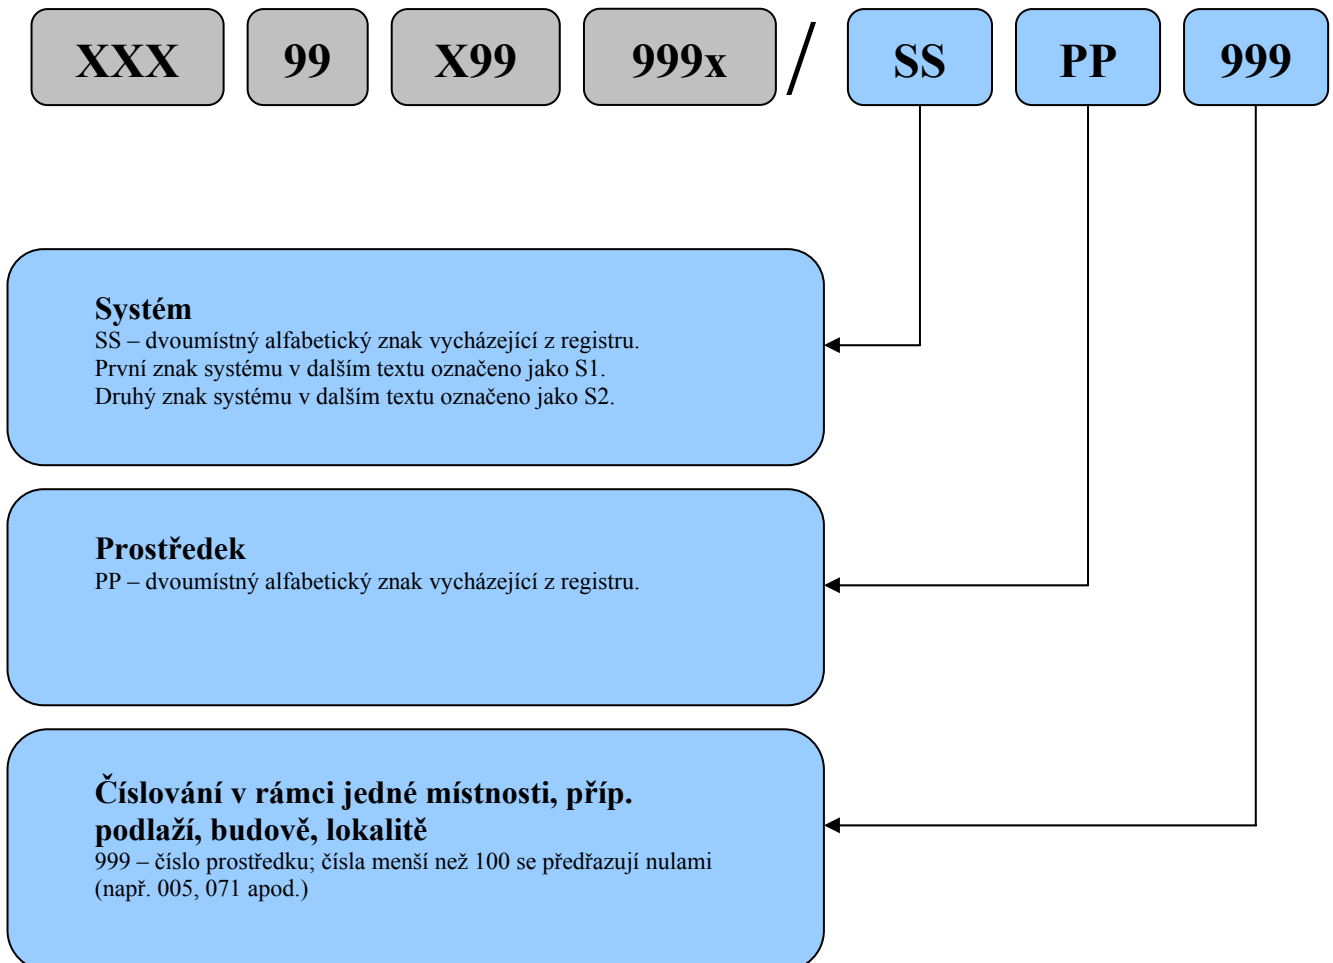 XXX 99 X99 999x / SS PP 999
Systém
SS – dvoumístný alfabetický znak vycházející z registru.
První znak systému v dalším textu označeno jako S1.
Druhý znak systému v dalším textu označeno jako S2.
Prostředek
PP – dvoumístný alfabetický znak vycházející z registru.
Číslování v rámci jedné místnosti, příp.
podlaží, budově, lokalitě
999 – číslo prostředku; čísla menší než 100 se předřazují nulami
(např. 005, 071 apod.)